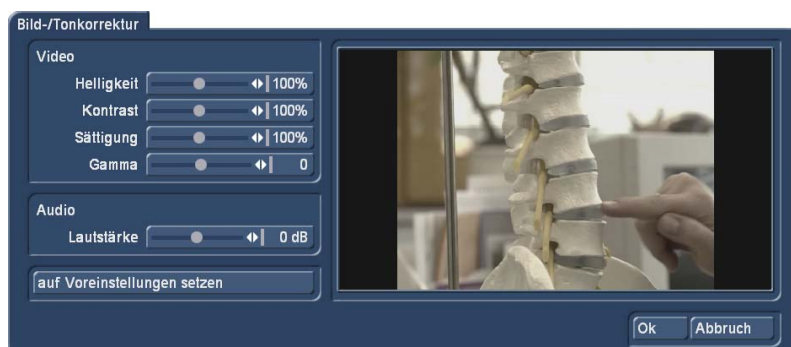 Bild-/Tonkorrektur
Video
Helligkeit 100%
Kontrast 100%
Sättigung 100%
Gamma 0
Audio
Lautstärke 0 dB
auf Voreinstellungen setzen
Ok Abbruch